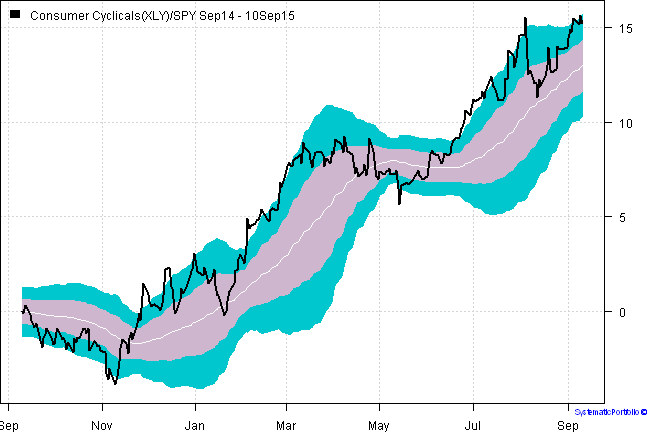 Consumer Cyclicals(XLY)/SPY Sep14 - 10Sep15
15
10
5
0
Sep Nov Jan Mar May Jul Sep
SystematicPortfolio ©